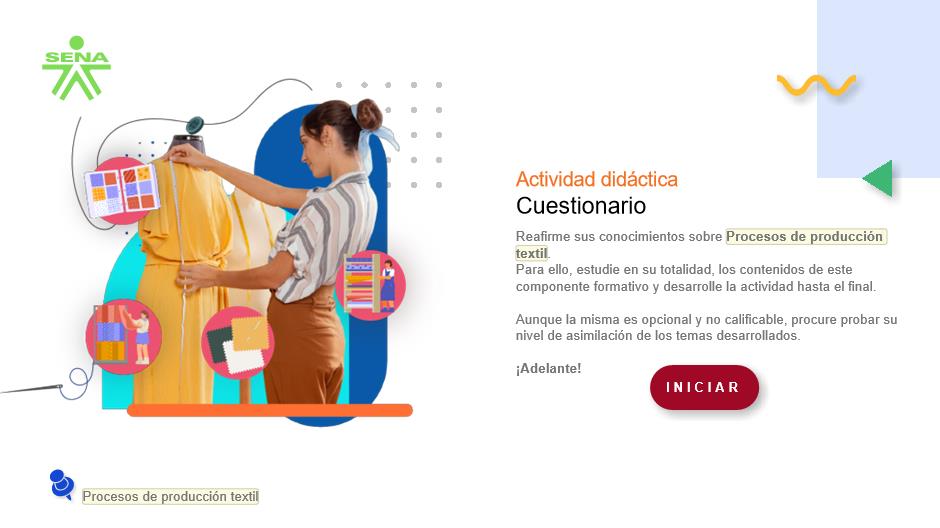 SENA
Actividad didáctica
Cuestionario
Reafirme sus conocimientos sobre Procesos de producción
textil.
Para ello, estudie en su totalidad, los contenidos de este
componente formativo y desarrolle la actividad hasta el final.
Aunque la misma es opcional y no calificable, procure probar su
nivel de asimilación de los temas desarrollados.
¡Adelante!
INICIAR
Procesos de producción textil